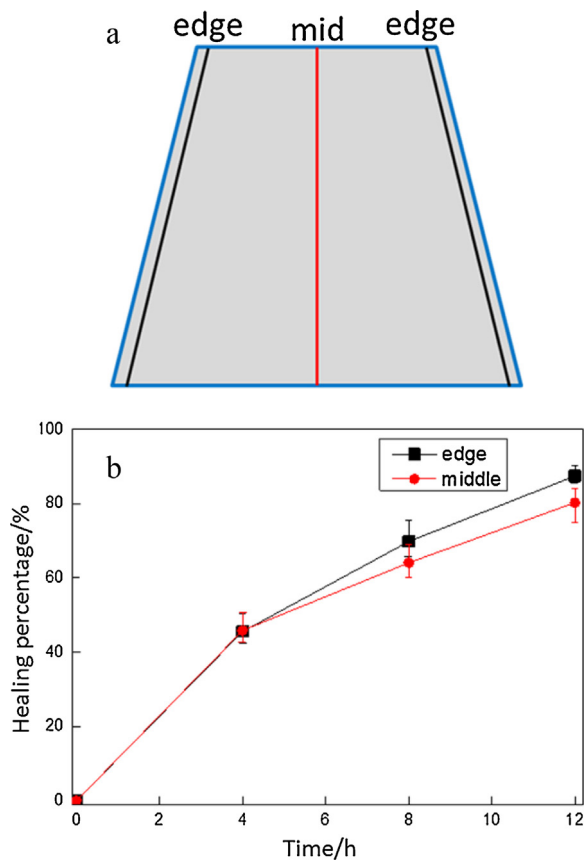 a
edge mid edge
b
edge
middle
100
80
60
40
20
0
0 2 4 6 8 10 12
Healing percentage/%
Time/h